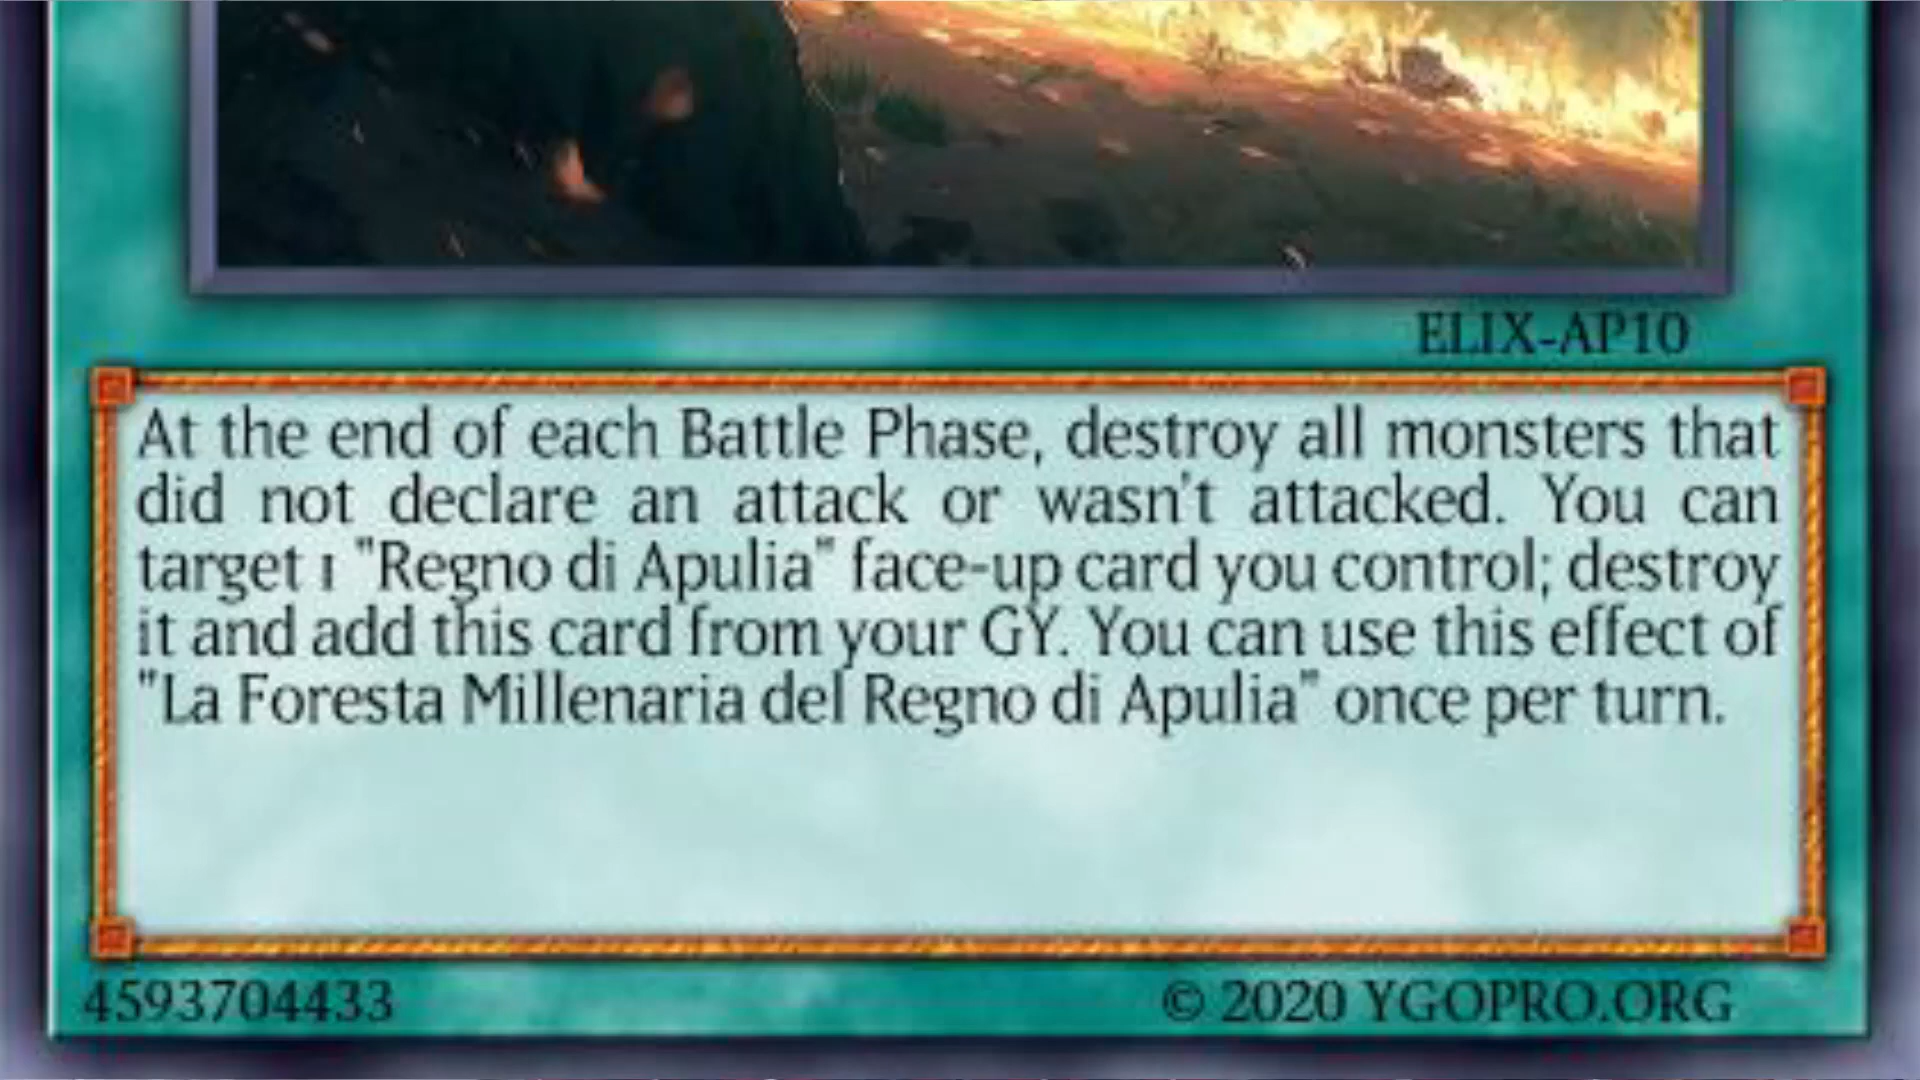 ELIX-AP10
At the end of each Battle Phase, destroy all monsters that
did not declare an attack or wasn't attacked. You can
target 1 "Regno di Apulia" face-up card you control; destroy
it and add this card from your GY. You can use this effect of
"La Foresta Millenaria del Regno di Apulia" once per turn.
4593704433 © 2020 YGOPRO.ORG